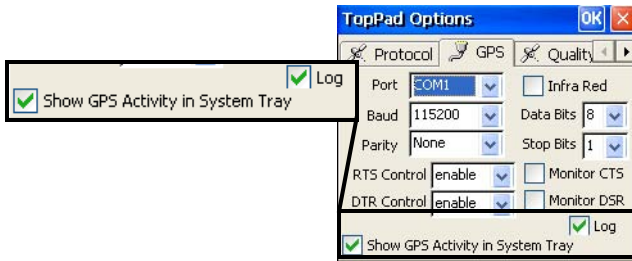 Log
Show GPS Activity in System Tray
TopPad Options OK
Protocol GPS Quality
Port COM1 Infra Red
Baud 115200 Data Bits 8
Parity None Stop Bits 1
RTS Control enable Monitor CTS
DTR Control enable Monitor DSR
Log
Show GPS Activity in System Tray